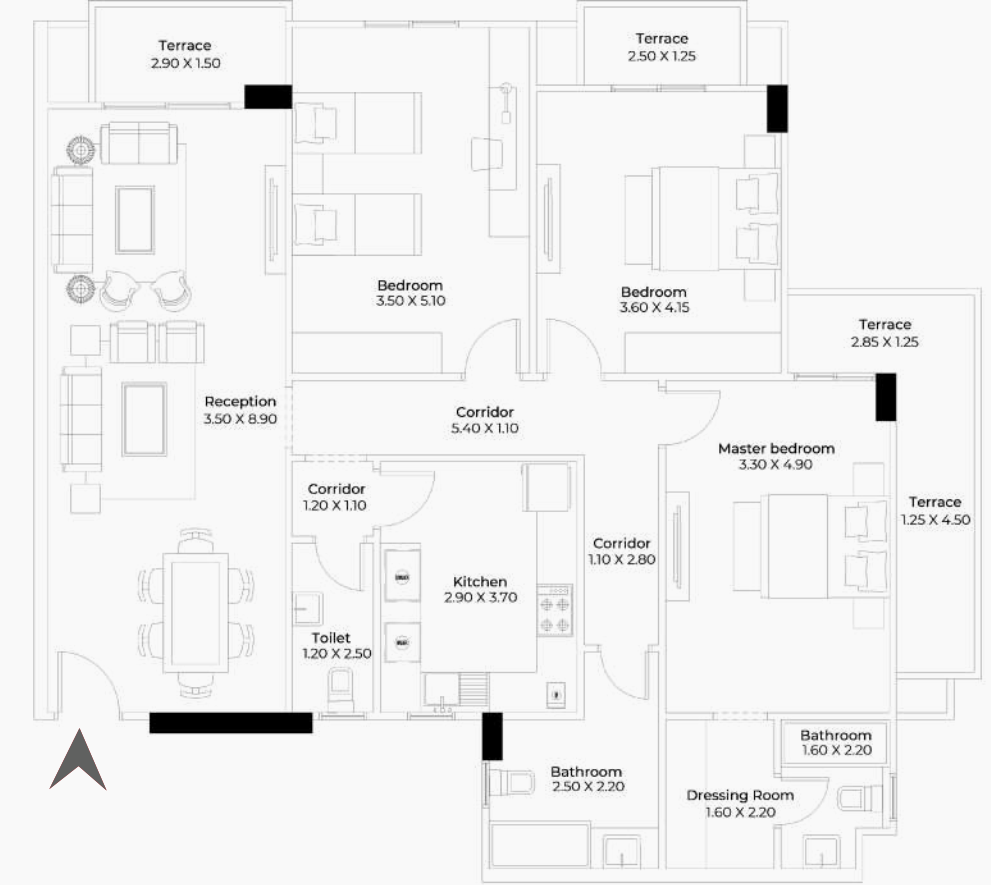 Terrace
2.90 X 1.50
Terrace
2.50 X 1.25
Bedroom
3.50 X 5.10
Bedroom
3.60 X 4.15
Terrace
2.85 X 1.25
Reception
3.50 X 8.90
Corridor
5.40 X 1.10
Master bedroom
3.30 X 4.90
Corridor
1.20 X 1.10
Terrace
1.25 X 4.50
Corridor
1.10 X 2.80
Kitchen
2.90 X 3.70
Toilet
1.20 X 2.50
Bathroom
1.60 X 2.20
Bathroom
2.50 X 2.20
Dressing Room
1.60 X 2.20